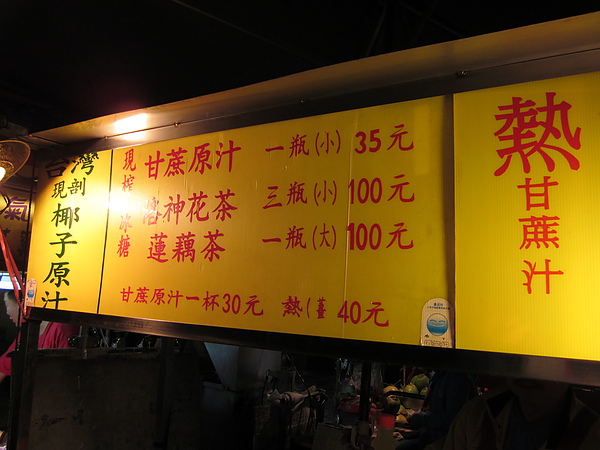 台灣
現剖
椰子原汁
現榨 甘蔗原汁 一瓶(小) 35元
冰糖 洛神花茶 三瓶(小) 100元
蓮藕茶 一瓶(大) 100元
甘蔗原汁一杯30元 熱(薑 40元
熱
甘蔗汁
氣